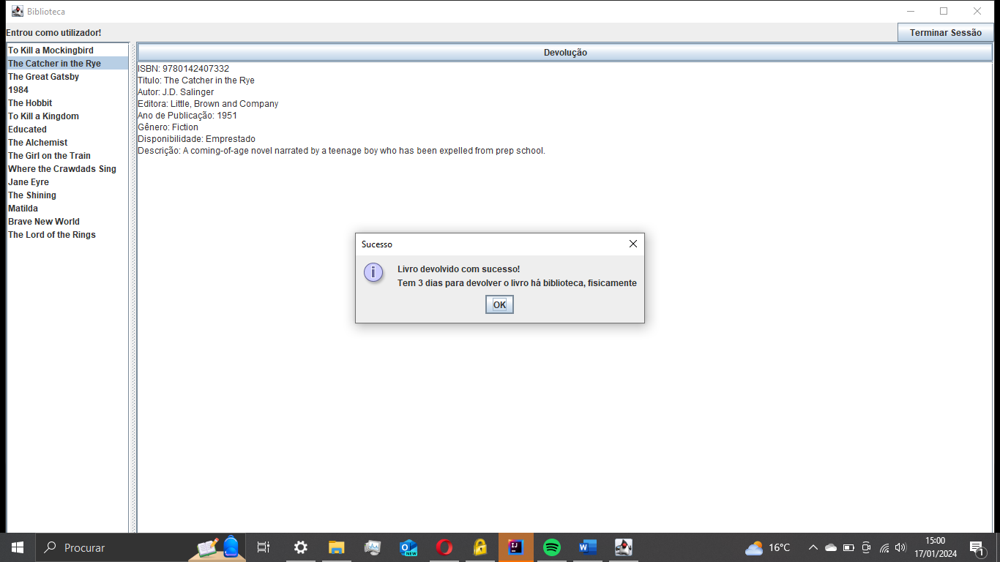 Biblioteca
Entrou como utilizador!
Terminar Sessão
To Kill a Mockingbird
The Catcher in the Rye
The Great Gatsby
1984
The Hobbit
To Kill a Kingdom
Educated
The Alchemist
The Girl on the Train
Where the Crawdads Sing
Jane Eyre
The Shining
Matilda
Brave New World
The Lord of the Rings
Devolução
ISBN: 9780142407332
Titulo: The Catcher in the Rye
Autor: J.D. Salinger
Editora: Little, Brown and Company
Ano de Publicação: 1951
Gênero: Fiction
Disponibilidade: Emprestado
Descrição: A coming-of-age novel narrated by a teenage boy who has been expelled from prep school.
Sucesso
Livro devolvido com sucesso!
Tem 3 dias para devolver o livro há biblioteca, fisicamente
OK
Procurar
NEW
IJ
W
16°C
15:00
17/01/2024
1